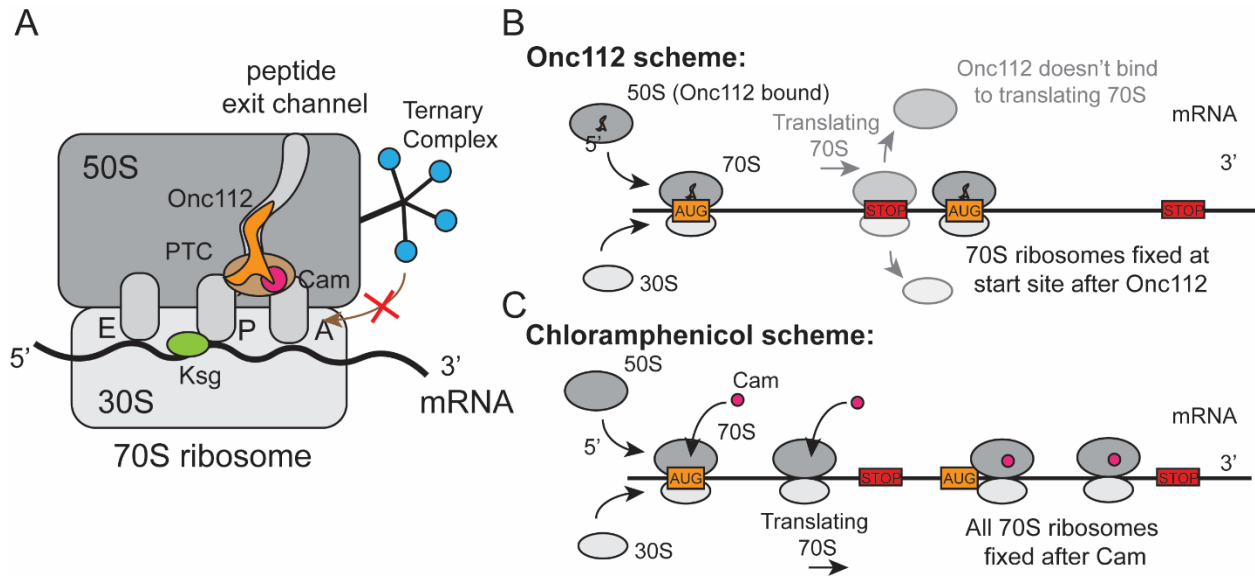 A
peptide
exit channel
Ternary
Complex
50S
Onc112
PTC
Cam
E
P
A
5’
3’
Ksg
mRNA
30S
70S ribosome
B
Onc112 scheme:
50S (Onc112 bound)
5’
Onc112 doesn’t bind
to translating 70S
Translating
70S
mRNA
3’
70S
AUG
STOP
AUG
STOP
30S
70S ribosomes fixed at
start site after Onc112
C
Chloramphenicol scheme:
50S
Cam
mRNA
5’
70S
3’
AUG
STOP
AUG
STOP
30S
Translating
70S
All 70S ribosomes
fixed after Cam